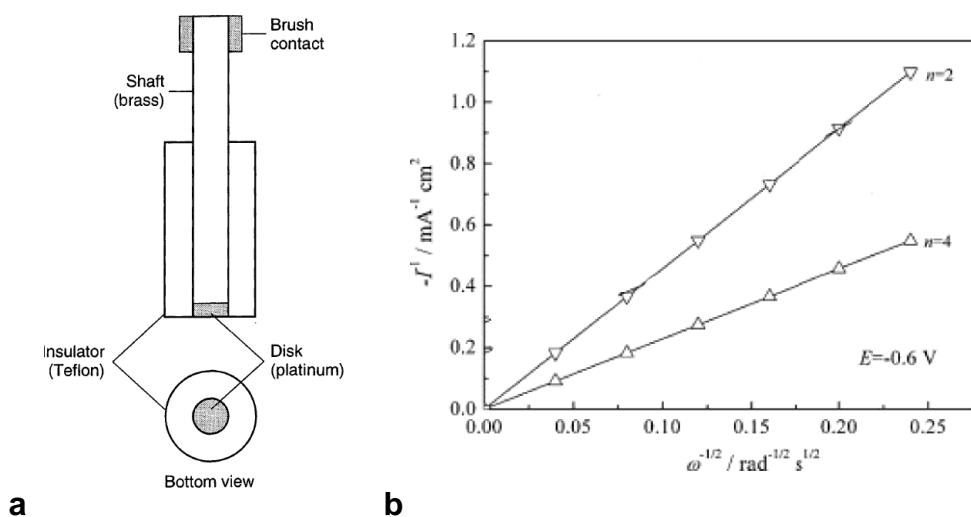 Brush
contact
Shaft
(brass)
Insulator
(Teflon)
Disk
(platinum)
Bottom view
a
1.2
1.0
0.8
0.6
0.4
0.2
0.0
-I⁻¹ / mA⁻¹ cm²
n=2
n=4
E=-0.6 V
0.00
0.05
0.10
0.15
0.20
0.25
ω⁻¹/² / rad⁻¹/² s¹/²
b